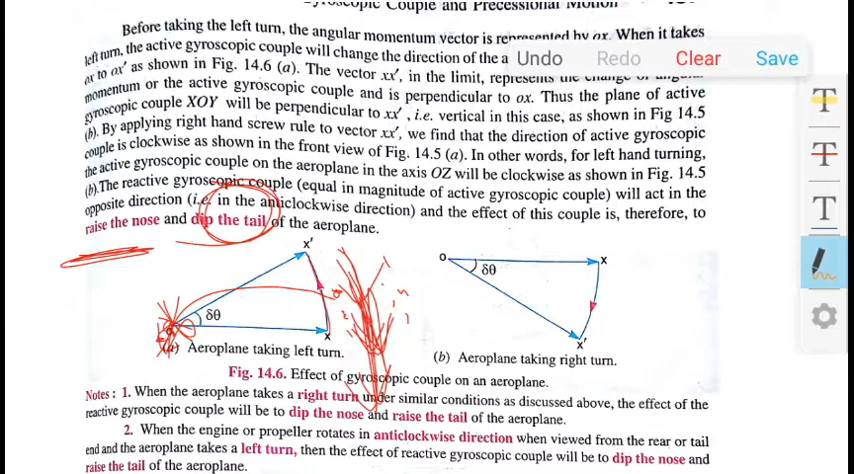 Gyroscopic Couple and Precessional Motion
Before taking the left turn, the angular momentum vector is represented by ox. When it takes
left turn, the active gyroscopic couple will change the direction of the a
Undo Redo Clear Save
ox to ox′ as shown in Fig. 14.6 (a). The vector xx′, in the limit, represents the change of angular
momentum or the active gyroscopic couple and is perpendicular to ox. Thus the plane of active
gyroscopic couple XOY will be perpendicular to xx′ , i.e. vertical in this case, as shown in Fig 14.5
(b). By applying right hand screw rule to vector xx′, we find that the direction of active gyroscopic
couple is clockwise as shown in the front view of Fig. 14.5 (a). In other words, for left hand turning,
the active gyroscopic couple on the aeroplane in the axis OZ will be clockwise as shown in Fig. 14.5
(b).The reactive gyroscopic couple (equal in magnitude of active gyroscopic couple) will act in the
opposite direction (i.e. in the anticlockwise direction) and the effect of this couple is, therefore, to
raise the nose and dip the tail of the aeroplane.
x′
δθ
x
o
x
δθ
x′
(a) Aeroplane taking left turn.
(b) Aeroplane taking right turn.
Fig. 14.6. Effect of gyroscopic couple on an aeroplane.
Notes : 1. When the aeroplane takes a right turn under similar conditions as discussed above, the effect of the
reactive gyroscopic couple will be to dip the nose and raise the tail of the aeroplane.
2. When the engine or propeller rotates in anticlockwise direction when viewed from the rear or tail
end and the aeroplane takes a left turn, then the effect of reactive gyroscopic couple will be to dip the nose and
raise the tail of the aeroplane.
T
T
T